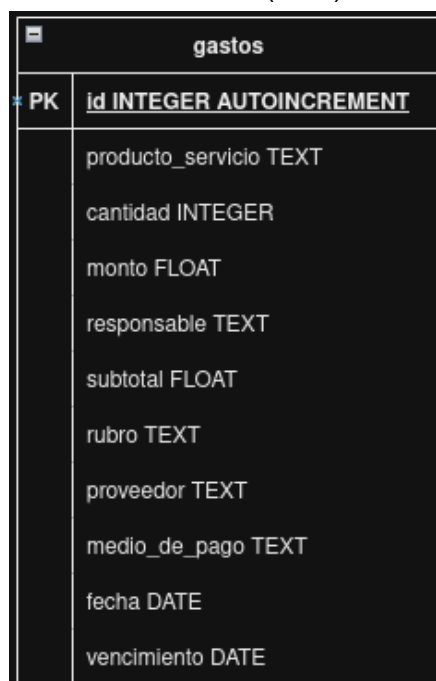 gastos
PK id INTEGER AUTOINCREMENT
producto_servicio TEXT
cantidad INTEGER
monto FLOAT
responsable TEXT
subtotal FLOAT
rubro TEXT
proveedor TEXT
medio_de_pago TEXT
fecha DATE
vencimiento DATE